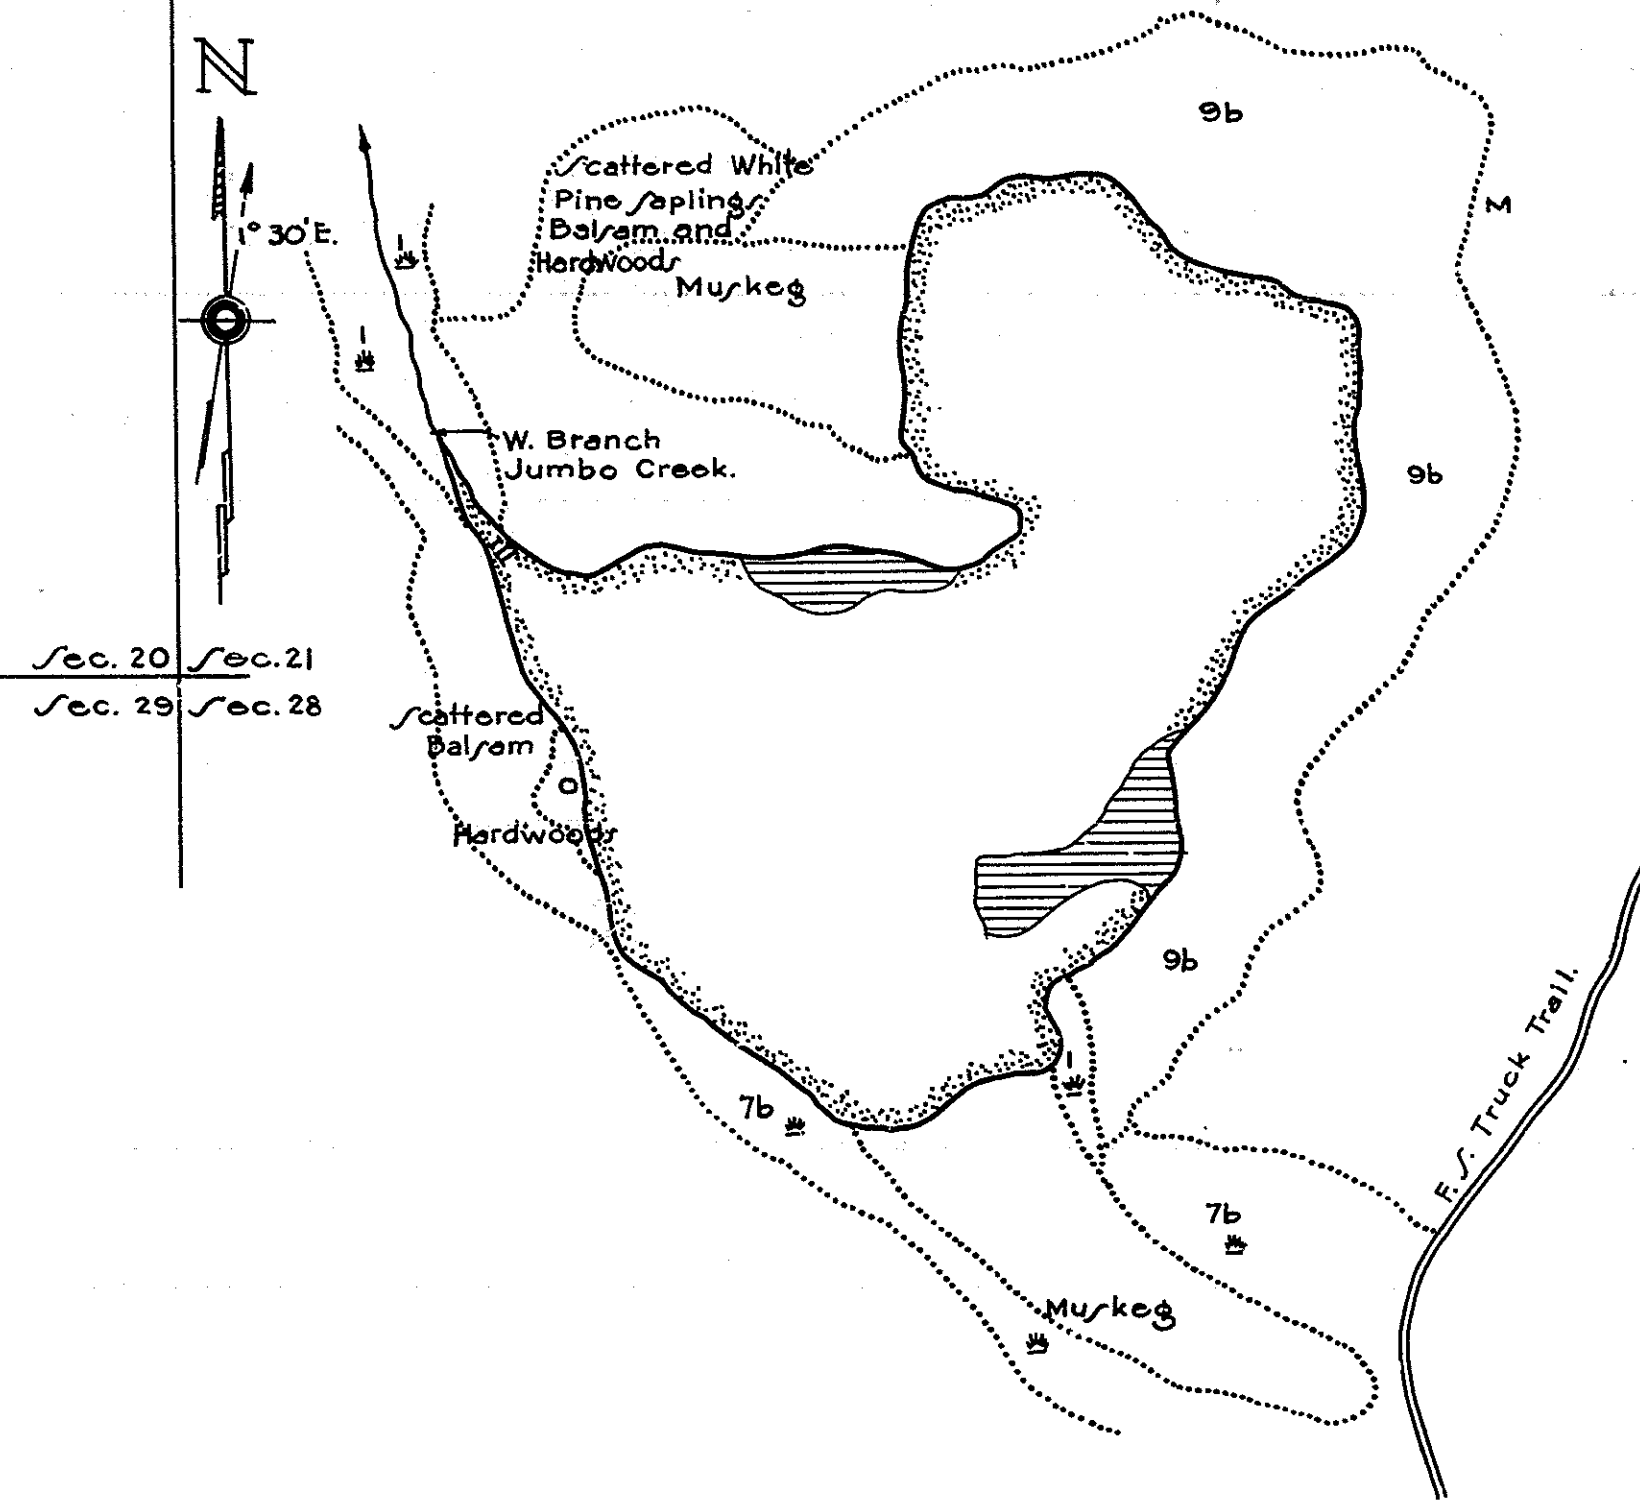 N
1° 30' E.
9b
Scattered White
Pine Saplings
Balsam and
Hardwoods
Muskeg
M
W. Branch
Jumbo Creek.
9b
Sec. 20 Sec. 21
Sec. 29 Sec. 28
Scattered
Balsam
O
Hardwoods
9b
F. S. Truck Trail.
7b
7b
Muskeg